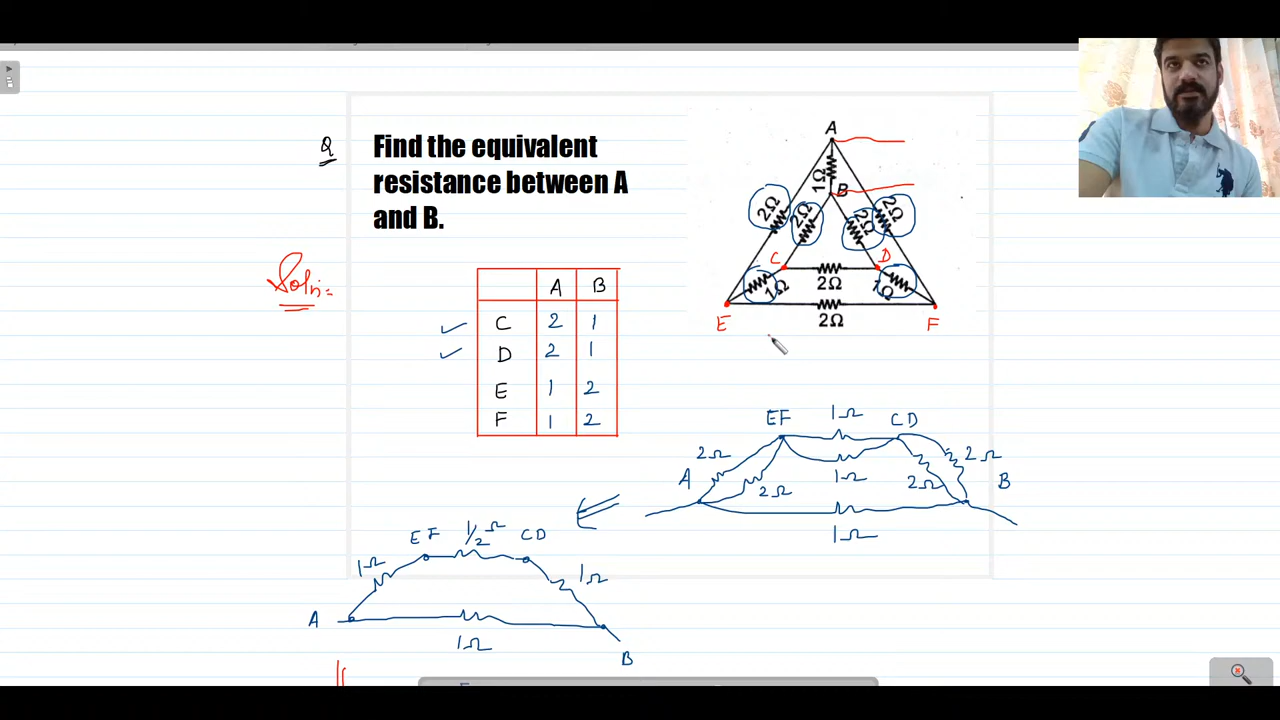 Q
Find the equivalent
resistance between A
and B.
Soln:-
A B
C 2 1
D 2 1
E 1 2
F 1 2
A
1Ω
B
2Ω 2Ω 2Ω 2Ω
C D
1Ω 2Ω 1Ω
E 2Ω F
EF 1Ω CD
2Ω 2Ω
A 1Ω B
2Ω 2Ω
1Ω
EF 1/2 Ω CD
1Ω 1Ω
A
1Ω
B